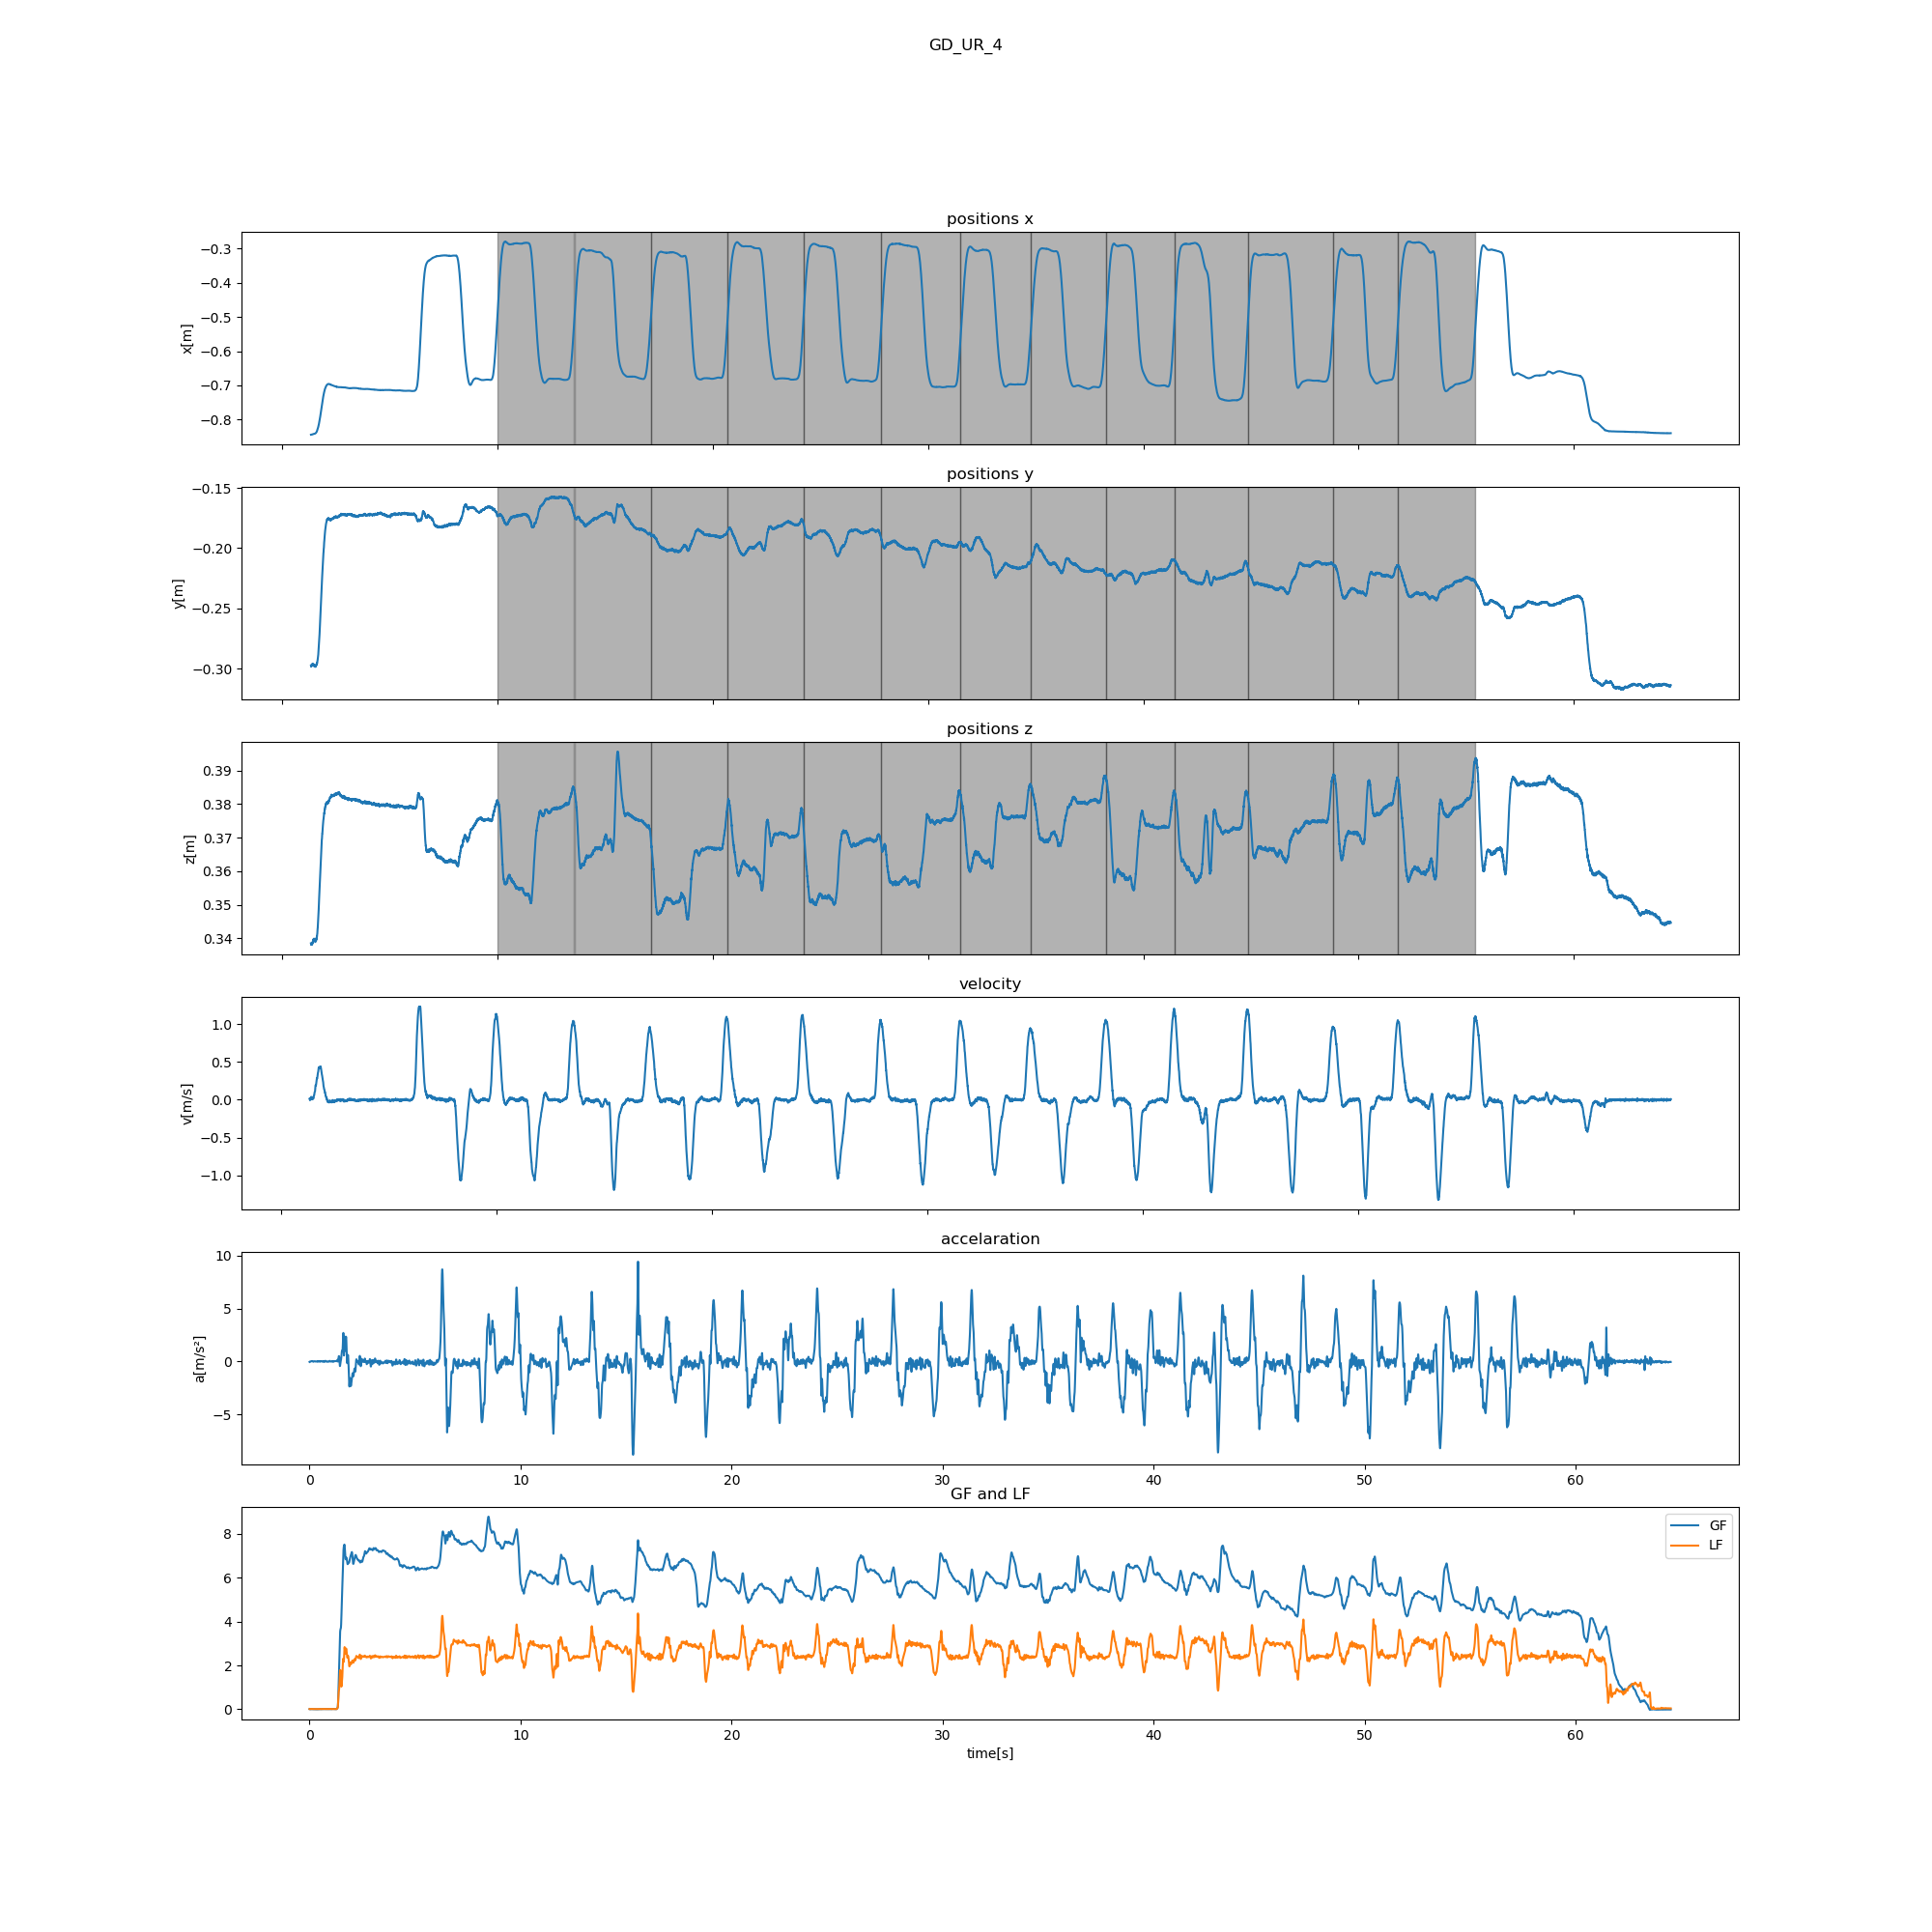 GD_UR_4
positions x
x[m]
−0.3
−0.4
−0.5
−0.6
−0.7
−0.8
positions y
y[m]
−0.15
−0.20
−0.25
−0.30
positions z
z[m]
0.39
0.38
0.37
0.36
0.35
0.34
velocity
v[m/s]
1.0
0.5
0.0
−0.5
−1.0
accelaration
a[m/s²]
10
5
0
−5
0 10 20 30 40 50 60
GF and LF
8
6
4
2
0
GF
LF
0 10 20 30 40 50 60
time[s]